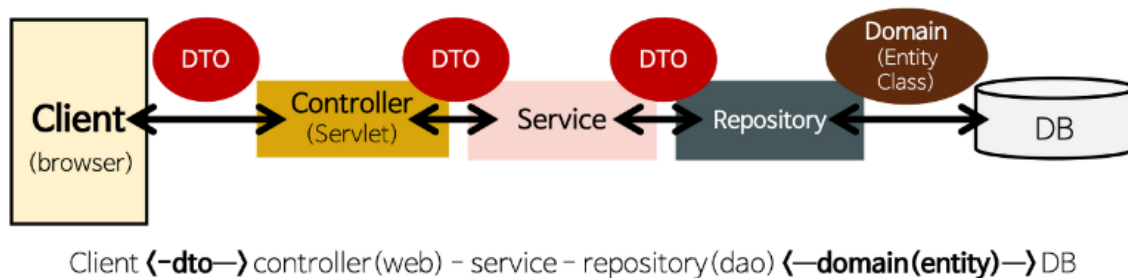 DTO
DTO
DTO
Domain
(Entity
Class)
Client
(browser)
Controller
(Servlet)
Service
Repository
DB
Client <-dto—> controller(web) - service - repository(dao) <—domain(entity)—> DB